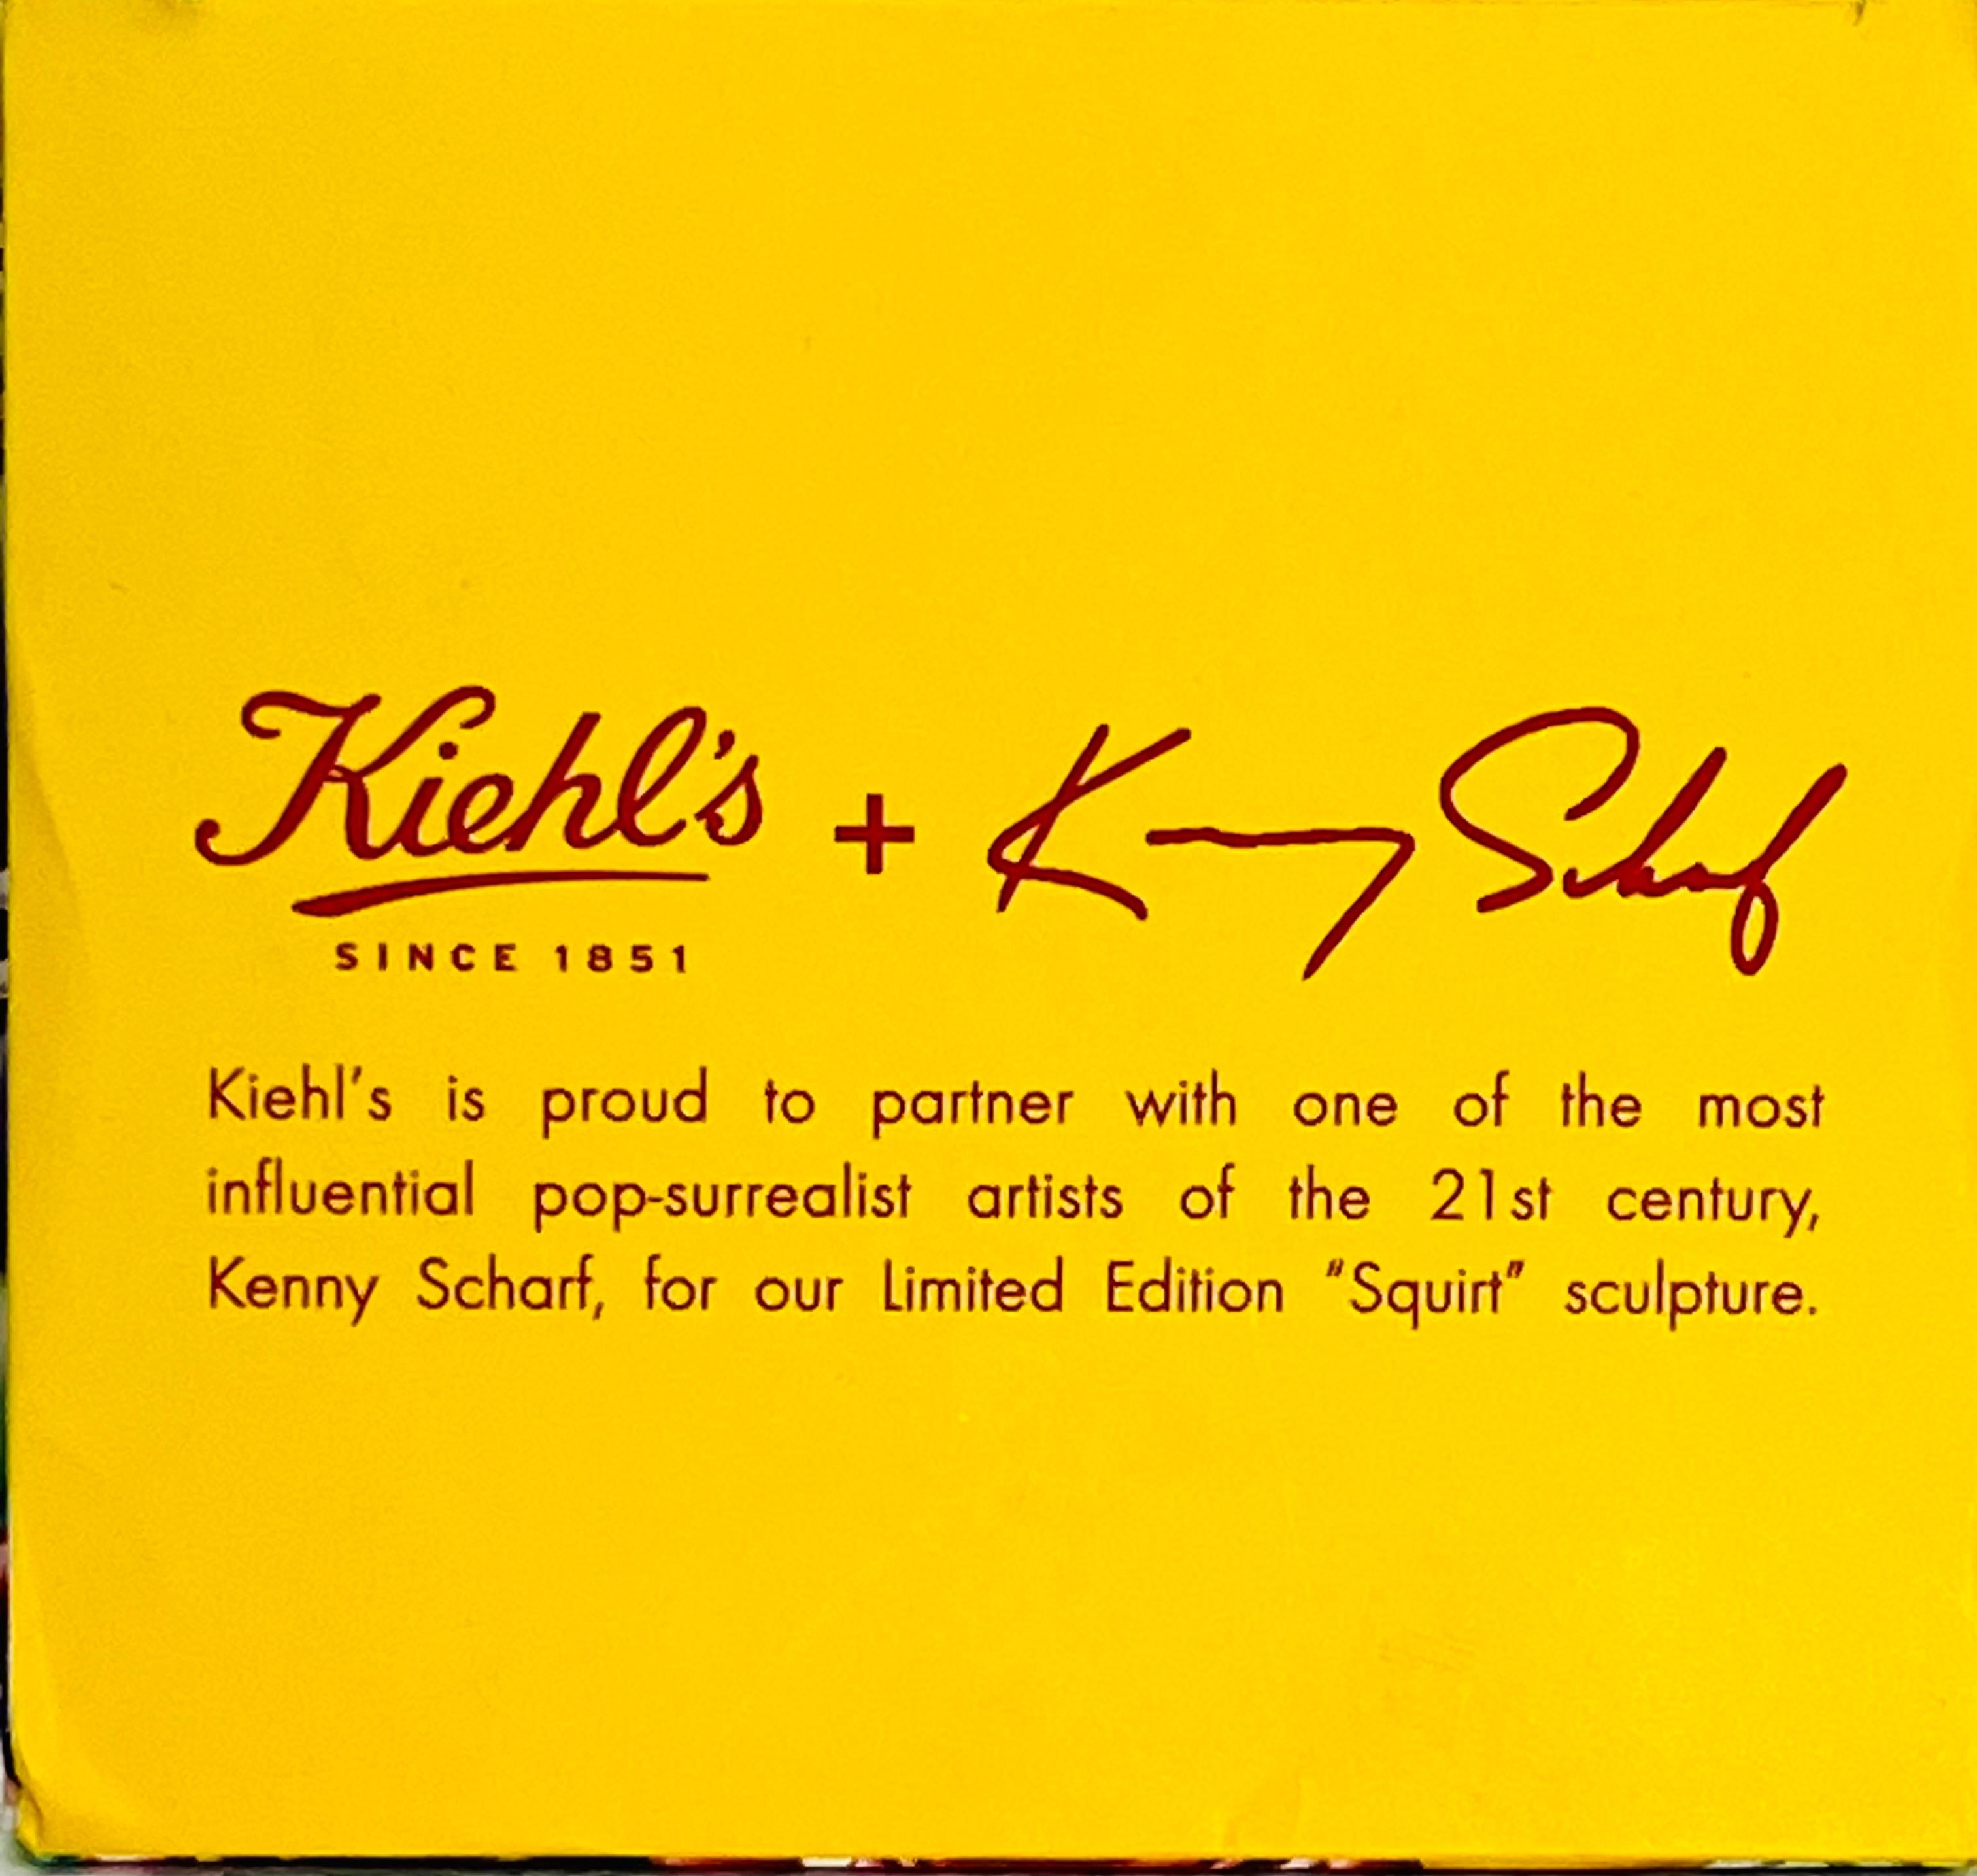 Kiehl's + Kenny Scharf
SINCE 1851
Kiehl's is proud to partner with one of the most
influential pop-surrealist artists of the 21st century,
Kenny Scharf, for our Limited Edition "Squirt" sculpture.